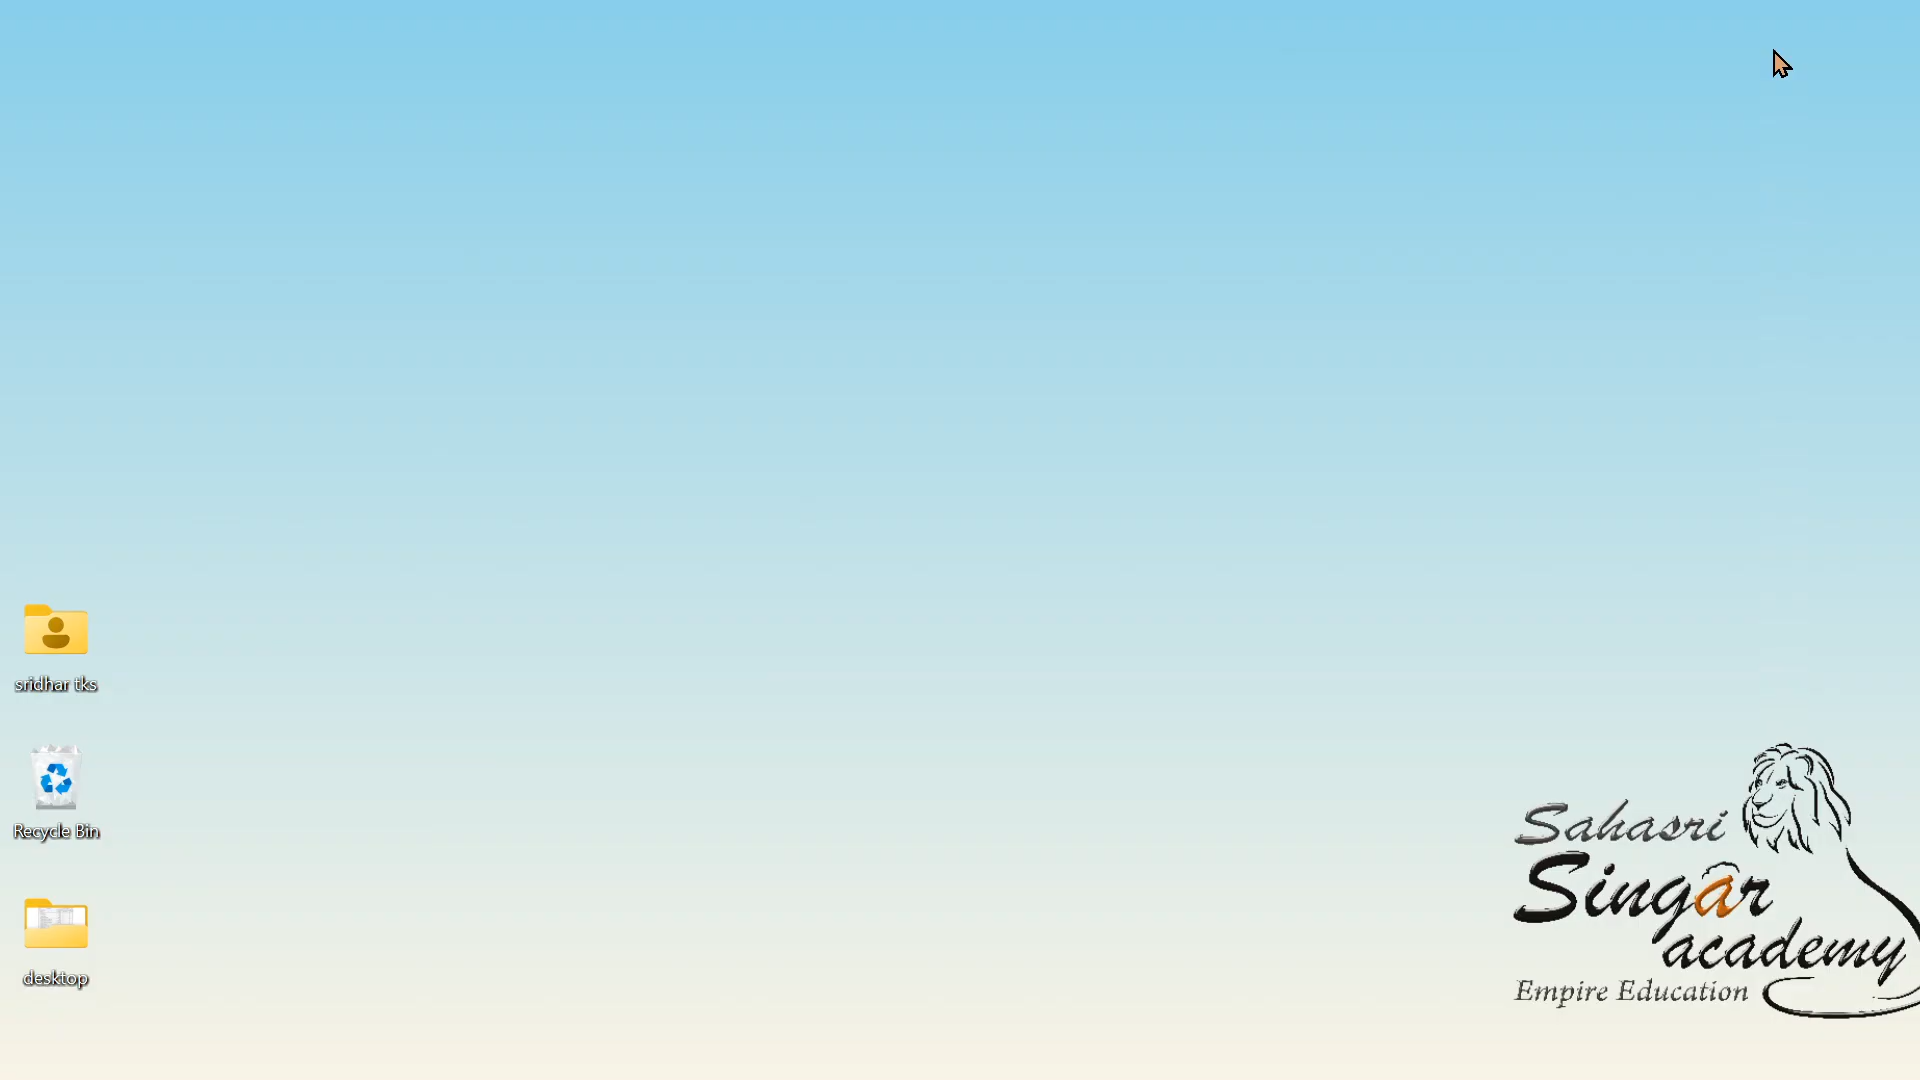 sridhar tks
Recycle Bin
desktop
Sahasri
Singar
academy
Empire Education